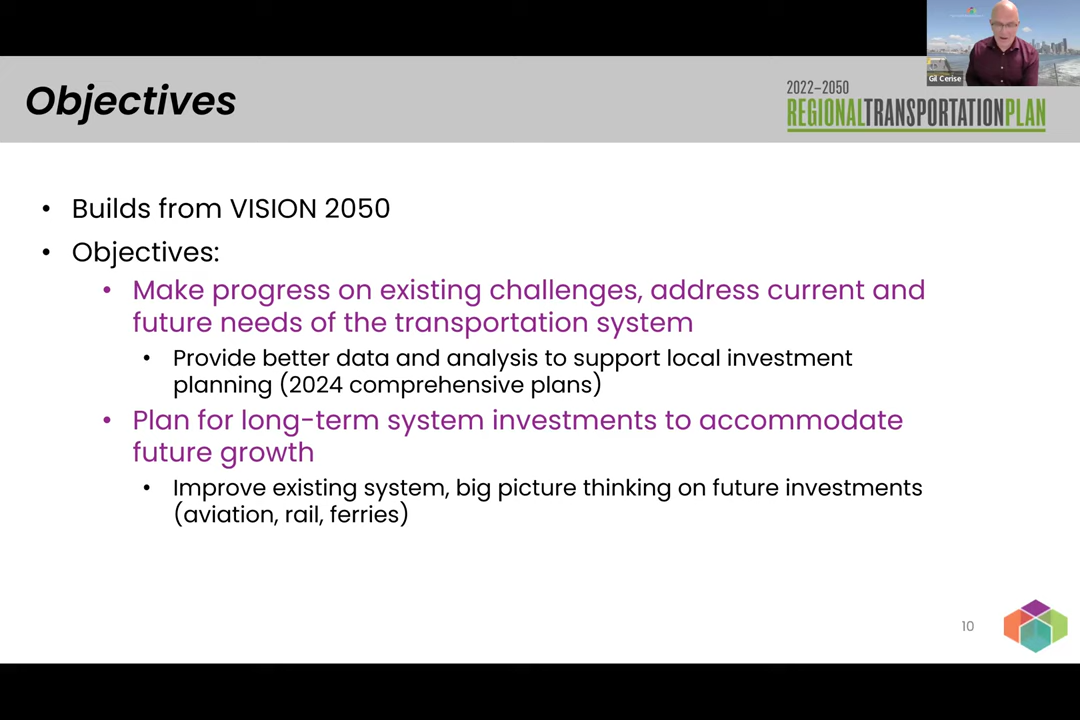 Gil Cerise
Objectives
2022–2050
REGIONALTRANSPORTATIONPLAN
• Builds from VISION 2050
• Objectives:
• Make progress on existing challenges, address current and
future needs of the transportation system
• Provide better data and analysis to support local investment
planning (2024 comprehensive plans)
• Plan for long-term system investments to accommodate
future growth
• Improve existing system, big picture thinking on future investments
(aviation, rail, ferries)
10